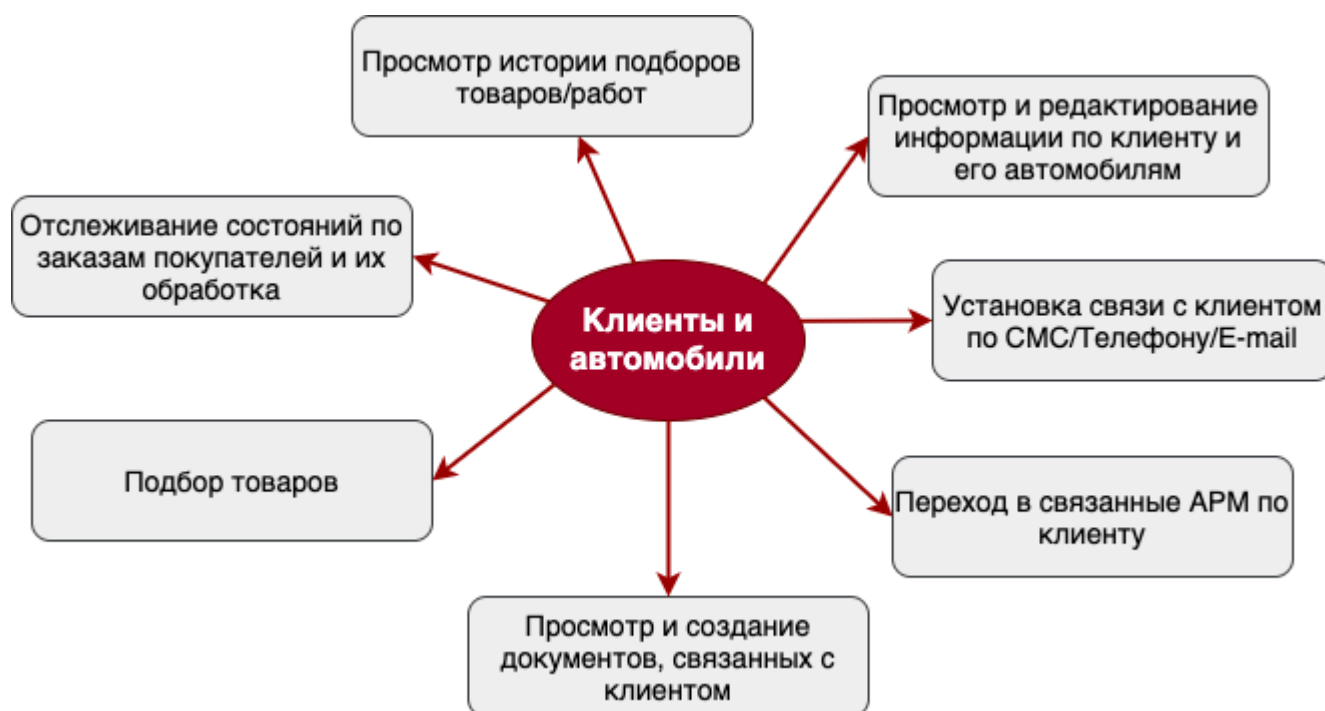 Просмотр истории подборов
товаров/работ
Просмотр и редактирование
информации по клиенту и
его автомобилям
Отслеживание состояний по
заказам покупателей и их
обработка
Клиенты и
автомобили
Установка связи с клиентом
по СМС/Телефону/E-mail
Подбор товаров
Переход в связанные АРМ по
клиенту
Просмотр и создание
документов, связанных с
клиентом